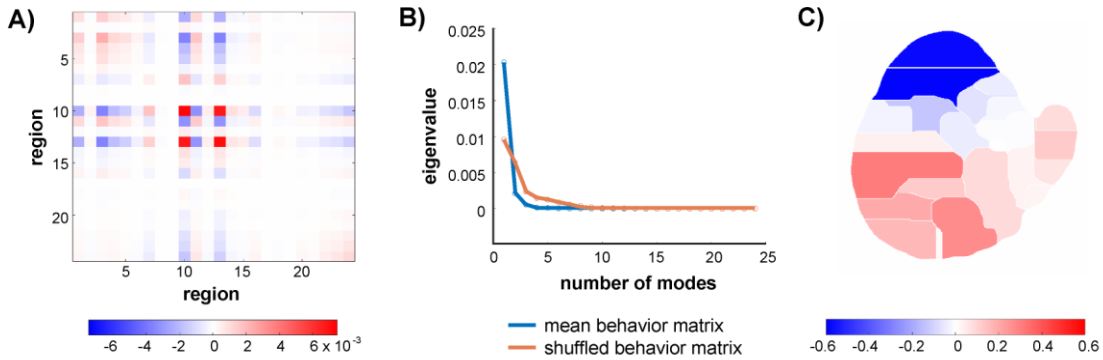 A)
region
5
10
15
20
5 10 15 20
region
-6 -4 -2 0 2 4 6 x 10⁻³
B)
eigenvalue
0.025
0.02
0.015
0.01
0.005
0
0 5 10 15 20 25
number of modes
mean behavior matrix
shuffled behavior matrix
C)
-0.6 -0.4 -0.2 0 0.2 0.4 0.6